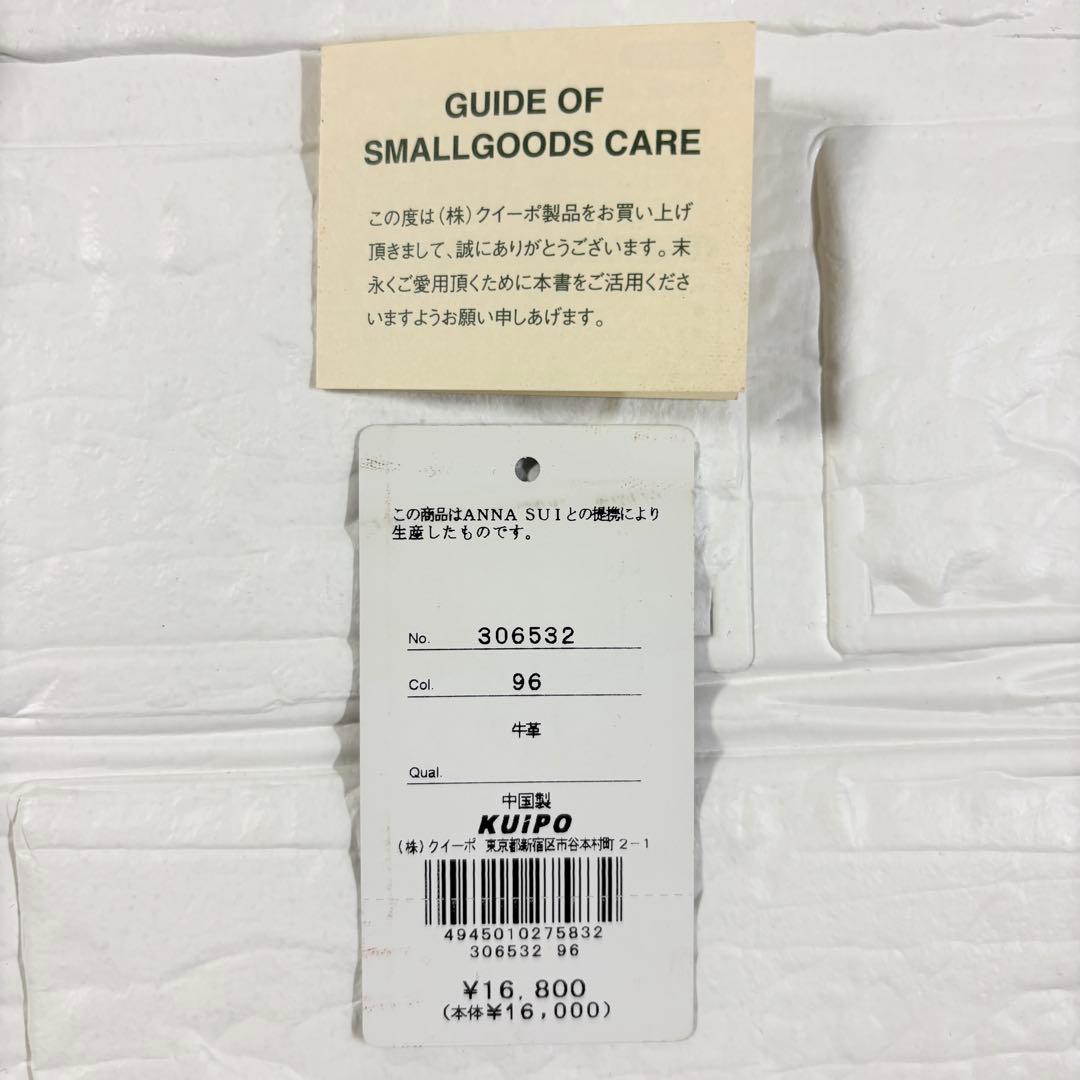 GUIDE OF
SMALLGOODS CARE
この度は(株)クイーポ製品をお買い上げ
頂きまして、誠にありがとうございます。末
永くご愛用頂くために本書をご活用くださ
いますようお願い申しあげます。
この商品はANNA SUIとの提携により
生産したものです。
No. 306532
Col. 96
牛革
Qual.
中国製
KUiPO
(株)クイーポ 東京都新宿区市谷本村町2-1
4945010275832
306532 96
¥16,800
(本体¥16,000)